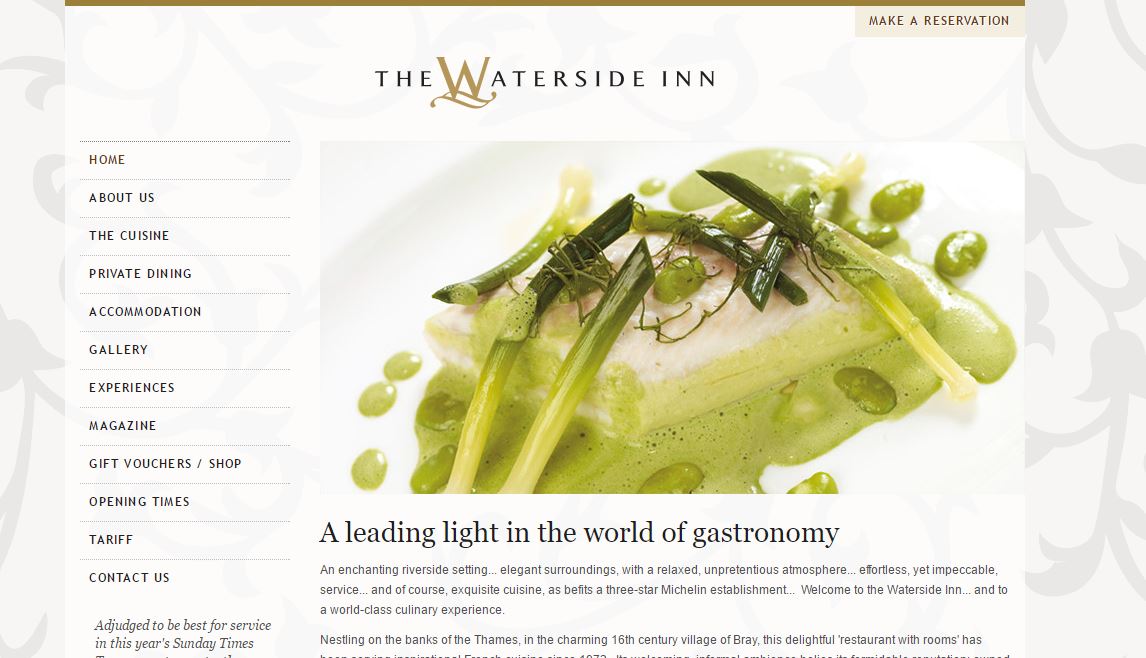 MAKE A RESERVATION
THE WATERSIDE INN
HOME
ABOUT US
THE CUISINE
PRIVATE DINING
ACCOMMODATION
GALLERY
EXPERIENCES
MAGAZINE
GIFT VOUCHERS / SHOP
OPENING TIMES
TARIFF
CONTACT US
Adjudged to be best for service
in this year's Sunday Times
A leading light in the world of gastronomy
An enchanting riverside setting... elegant surroundings, with a relaxed, unpretentious atmosphere... effortless, yet impeccable,
service... and of course, exquisite cuisine, as befits a three-star Michelin establishment... Welcome to the Waterside Inn... and to
a world-class culinary experience.
Nestling on the banks of the Thames, in the charming 16th century village of Bray, this delightful 'restaurant with rooms' has